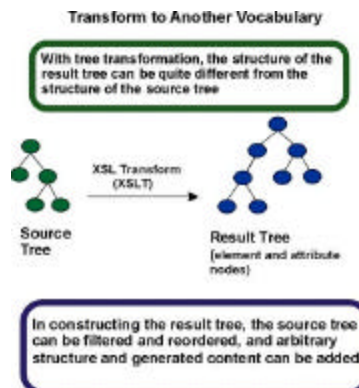 Transform to Another Vocabulary
With tree transformation, the structure of the
result tree can be quite different from the
structure of the source tree
XSL Transform
(XSLT)
Source
Tree
Result Tree
(element and attribute
nodes)
In constructing the result tree, the source tree
can be filtered and reordered, and arbitrary
structure and generated content can be added